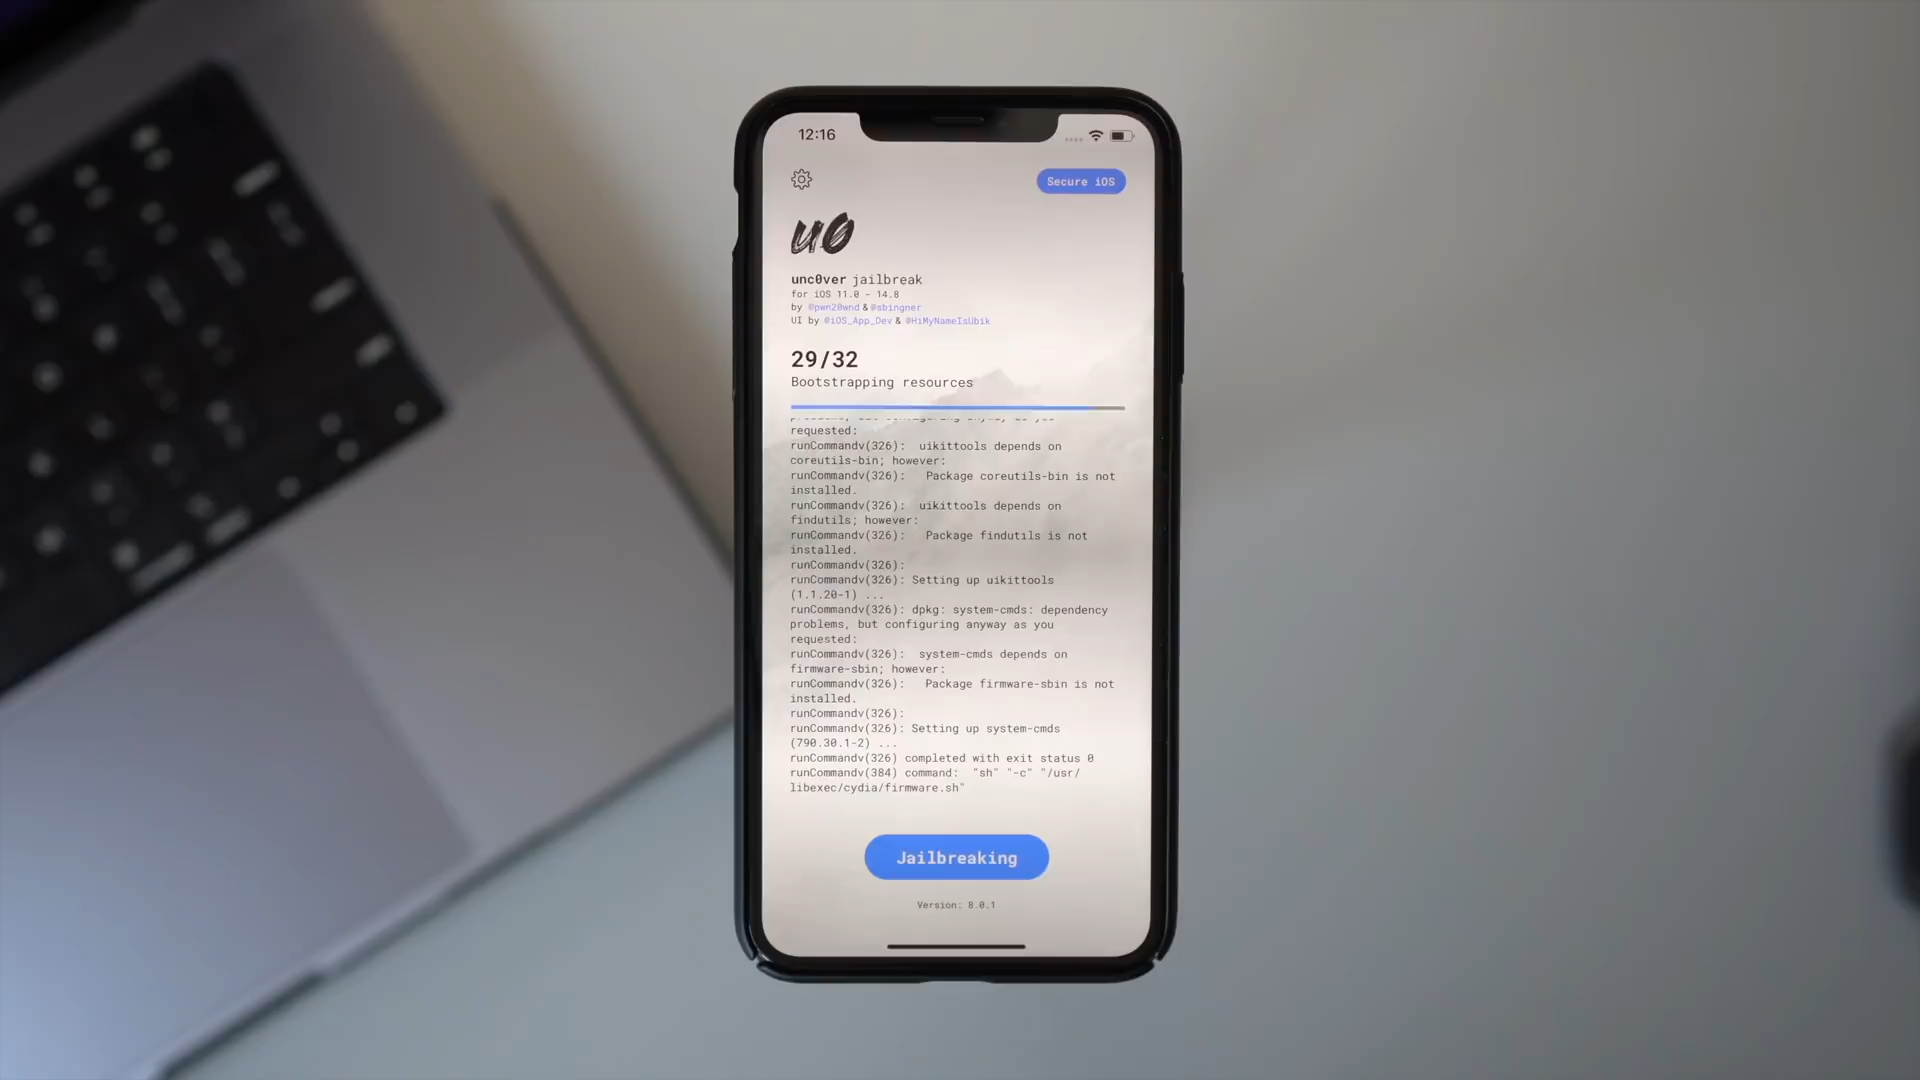 12:16
Secure iOS
u0
unc0ver jailbreak
for iOS 11.0 - 14.8
by @pwn20wnd & @sbingner
UI by @iOS_App_Dev & @HiMyNameIsUbik
29/32
Bootstrapping resources
requested:
runCommandv(326):  uikittools depends on
coreutils-bin; however:
runCommandv(326):   Package coreutils-bin is not
installed.
runCommandv(326):  uikittools depends on
findutils; however:
runCommandv(326):   Package findutils is not
installed.
runCommandv(326):
runCommandv(326): Setting up uikittools
(1.1.20-1) ...
runCommandv(326): dpkg: system-cmds: dependency
problems, but configuring anyway as you
requested:
runCommandv(326):  system-cmds depends on
firmware-sbin; however:
runCommandv(326):   Package firmware-sbin is not
installed.
runCommandv(326):
runCommandv(326): Setting up system-cmds
(790.30.1-2) ...
runCommandv(326) completed with exit status 0
runCommandv(384) command:  "sh" "-c" "/usr/
libexec/cydia/firmware.sh"
Jailbreaking
Version: 8.0.1